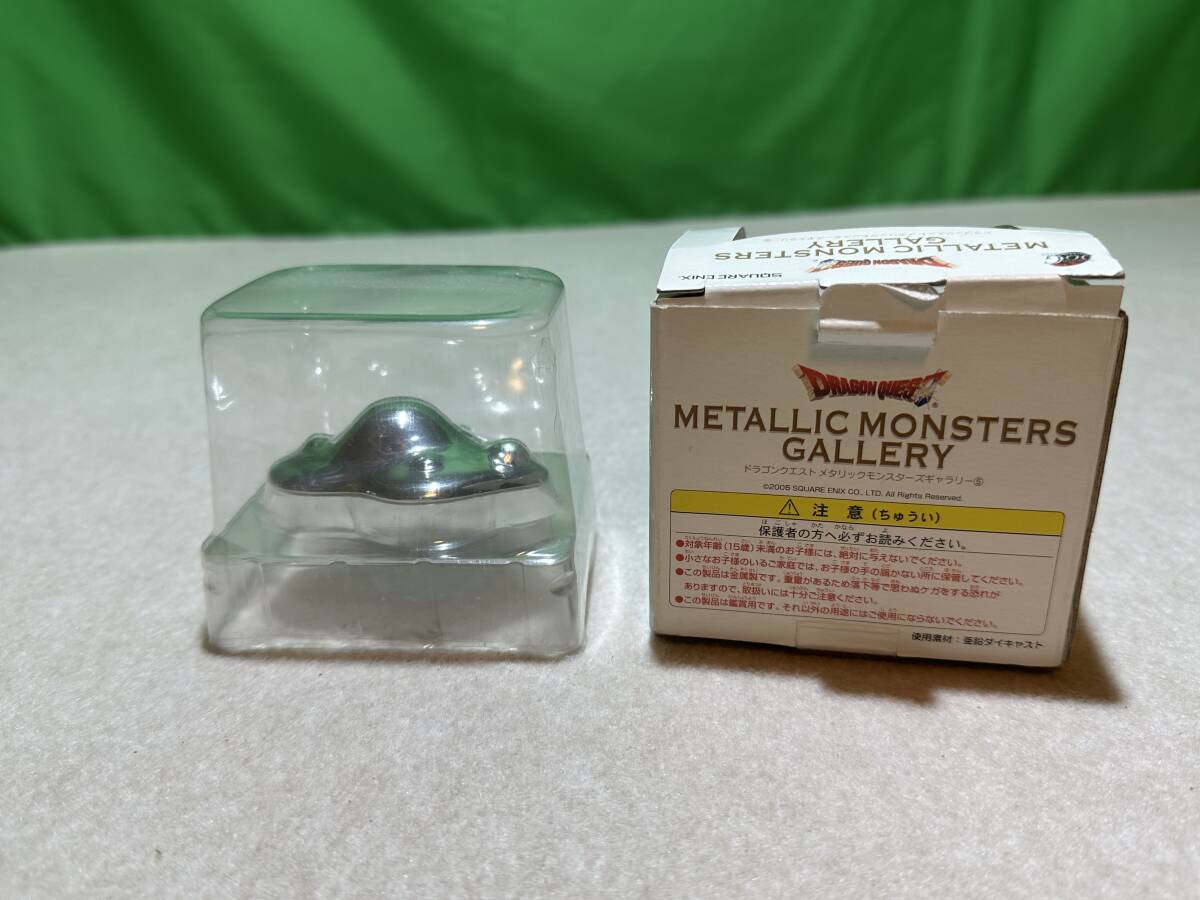 SQUARE ENIX
DRAGON QUEST
METALLIC MONSTERS
GALLERY
DRAGON QUEST®
METALLIC MONSTERS
GALLERY
ドラゴンクエスト メタリックモンスターズギャラリー⑤
©2005 SQUARE ENIX CO., LTD. All Rights Reserved.
⚠ 注 意 (ちゅうい)
保護者の方へ必ずお読みください。
●対象年齢(15歳)未満のお子様には、絶対に与えないでください。
●小さなお子様のいるご家庭では、お子様の手の届かない所に保管してください。
●この製品は金属製です。重量があるため落下等で思わぬケガをする恐れが
ありますので、取扱いには十分ご注意ください。
●この製品は鑑賞用です。それ以外の用途にはご使用にならないでください。
使用素材:亜鉛ダイキャスト